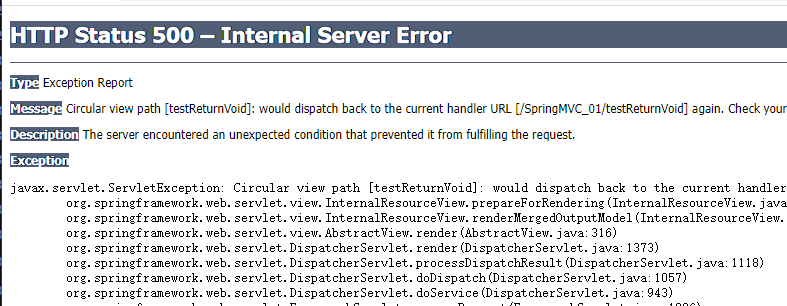 HTTP Status 500 – Internal Server Error
Type Exception Report
Message Circular view path [testReturnVoid]: would dispatch back to the current handler URL [/SpringMVC_01/testReturnVoid] again. Check your
Description The server encountered an unexpected condition that prevented it from fulfilling the request.
Exception
javax.servlet.ServletException: Circular view path [testReturnVoid]: would dispatch back to the current handler
org.springframework.web.servlet.view.InternalResourceView.prepareForRendering(InternalResourceView.java
org.springframework.web.servlet.view.InternalResourceView.renderMergedOutputModel(InternalResourceView.
org.springframework.web.servlet.view.AbstractView.render(AbstractView.java:316)
org.springframework.web.servlet.DispatcherServlet.render(DispatcherServlet.java:1373)
org.springframework.web.servlet.DispatcherServlet.processDispatchResult(DispatcherServlet.java:1118)
org.springframework.web.servlet.DispatcherServlet.doDispatch(DispatcherServlet.java:1057)
org.springframework.web.servlet.DispatcherServlet.doService(DispatcherServlet.java:943)